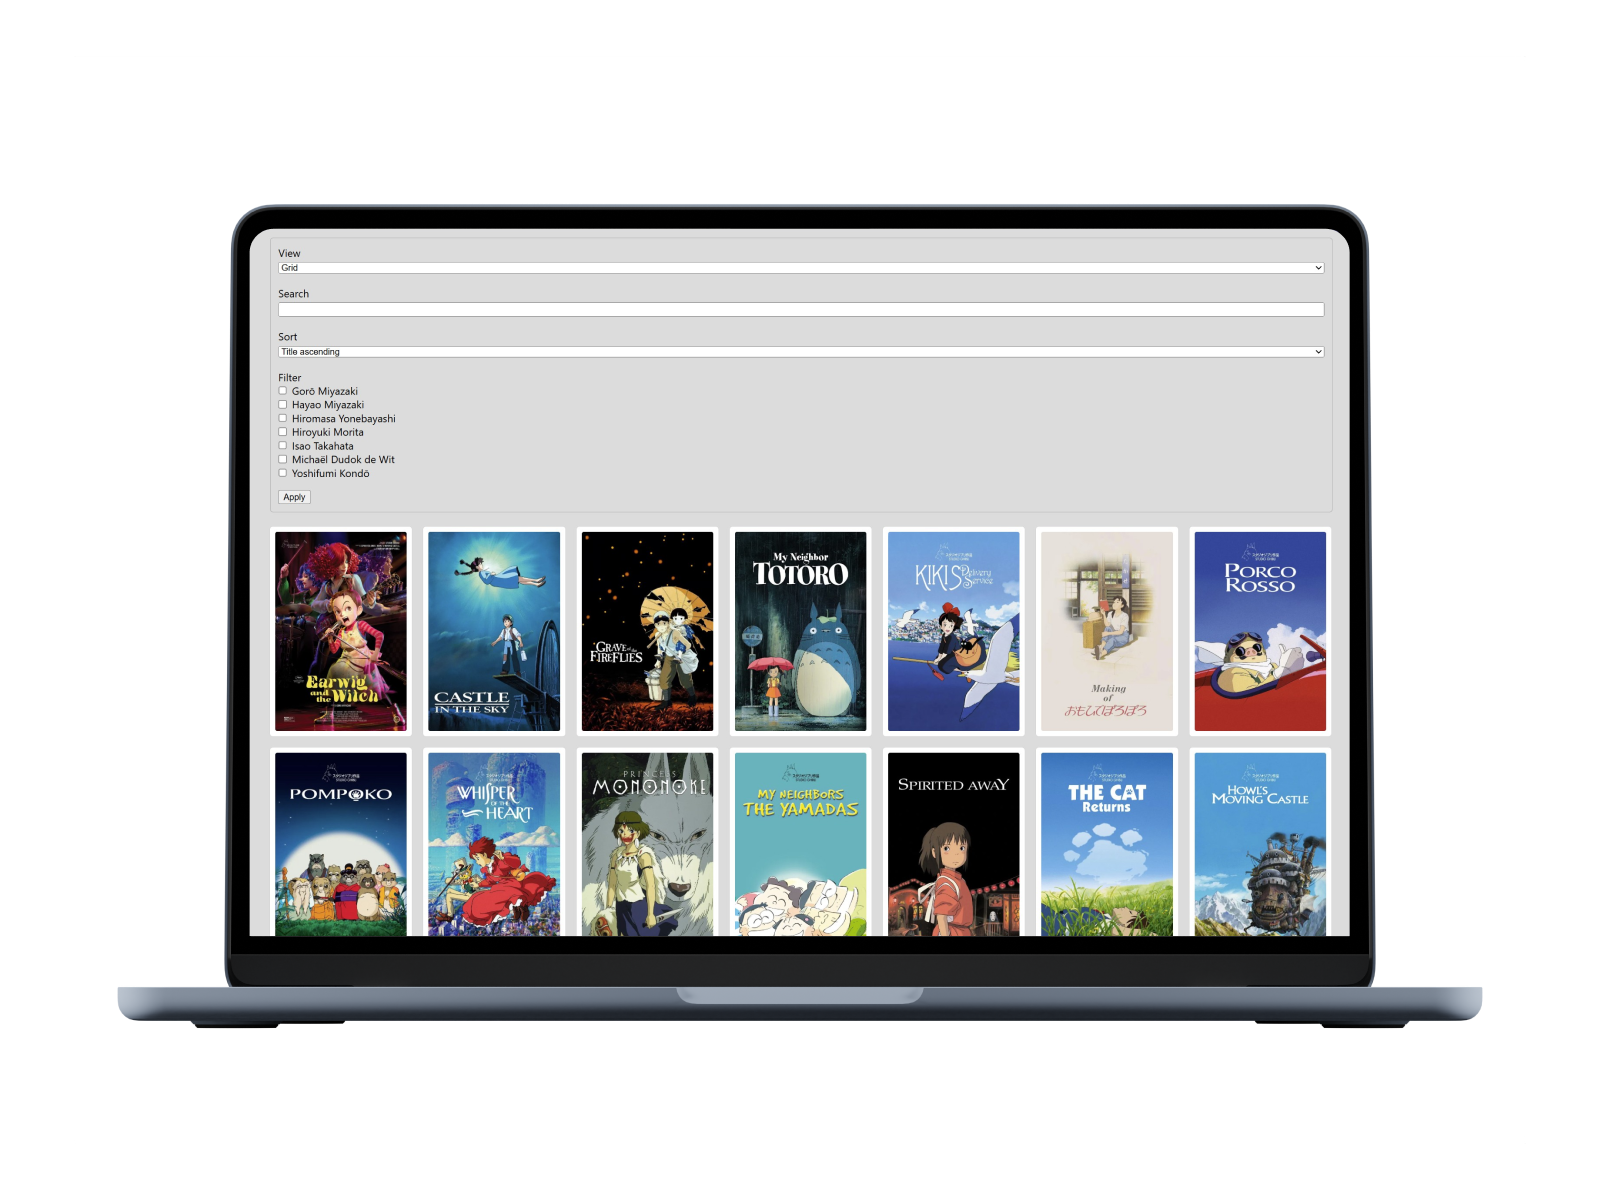 View
Grid
Search
Sort
Title ascending
Filter
Gorō Miyazaki
Hayao Miyazaki
Hiromasa Yonebayashi
Hiroyuki Morita
Isao Takahata
Michaël Dudok de Wit
Yoshifumi Kondō
Apply
Earwig
and the Witch
CASTLE
IN THE SKY
GRAVE of the
FIREFLIES
My Neighbor
TOTORO
KIKI'S Delivery
Service
Making
of
おもひでぽろぽろ
PORCO
ROSSO
POMPOKO
WHISPER
OF THE
HEART
PRINCESS
MONONOKE
MY NEIGHBORS
THE YAMADAS
SPIRITED AWAY
THE CAT
Returns
HOWL'S
MOVING CASTLE